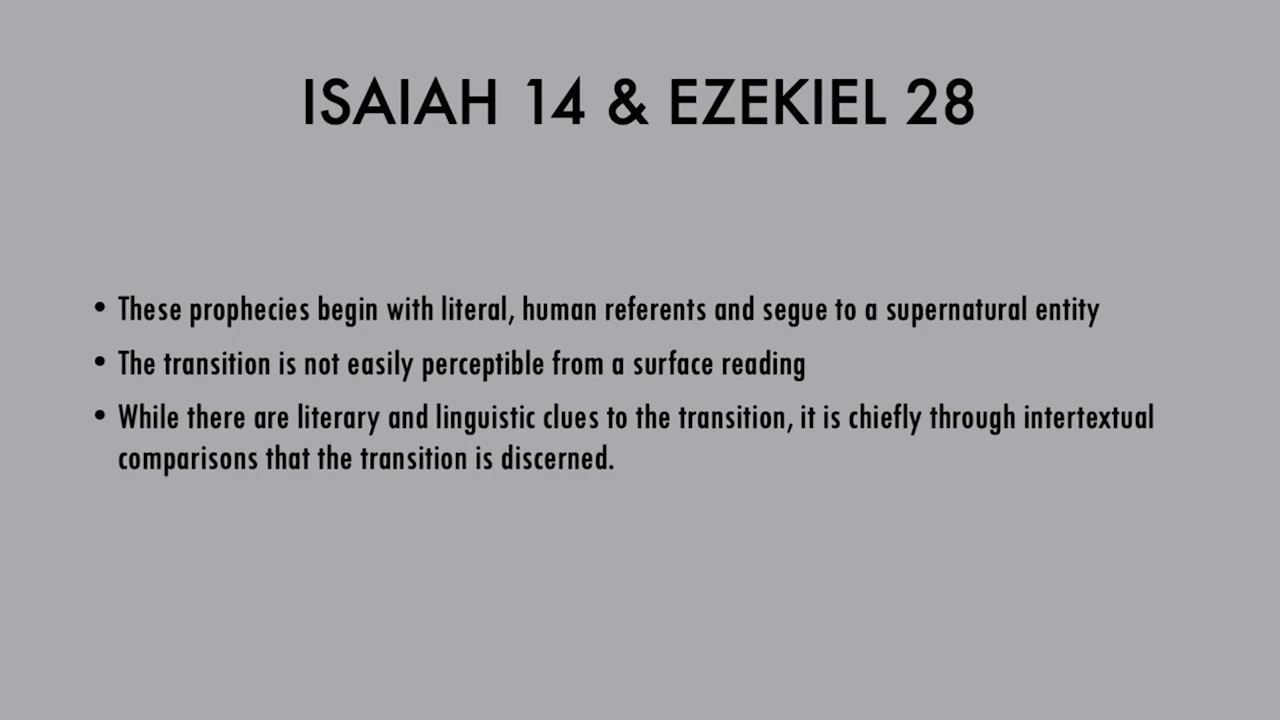 ISAIAH 14 & EZEKIEL 28
• These prophecies begin with literal, human referents and segue to a supernatural entity
• The transition is not easily perceptible from a surface reading
• While there are literary and linguistic clues to the transition, it is chiefly through intertextual
comparisons that the transition is discerned.